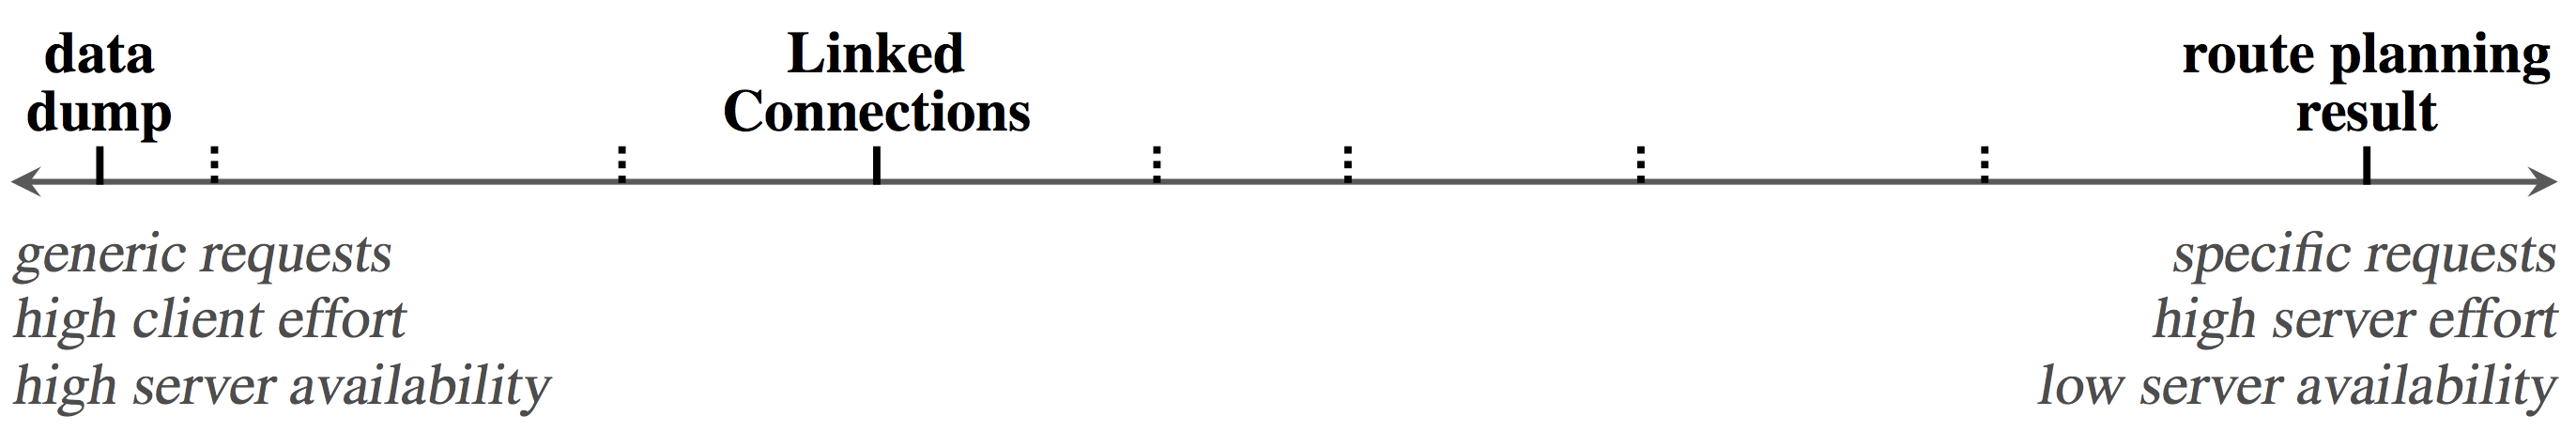 data
dump
Linked
Connections
route planning
result
generic requests
high client effort
high server availability
specific requests
high server effort
low server availability